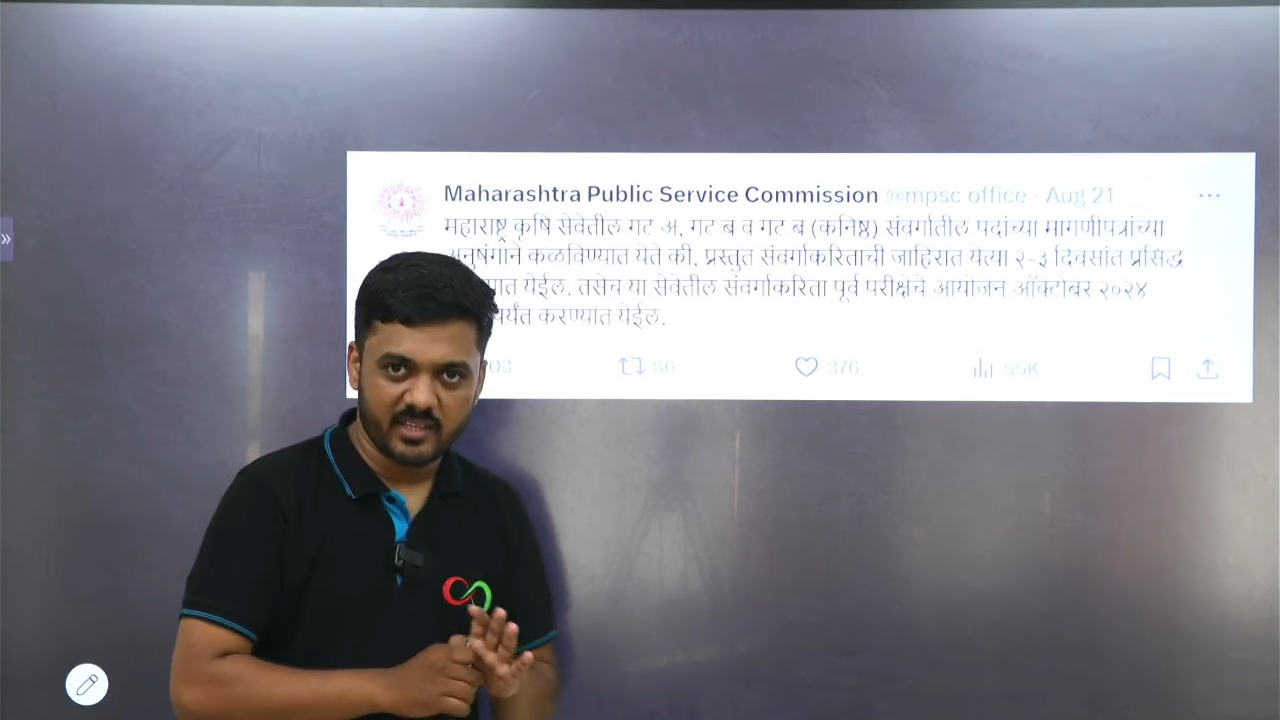 Maharashtra Public Service Commission @mpsc office · Aug 21
महाराष्ट्र कृषि सेवेतील गट अ, गट ब व गट ब (कनिष्ठ) संवर्गातील पदांच्या मागणीपत्रांच्या
अनुषंगाने कळविण्यात येते की, प्रस्तुत संवर्गाकरिताची जाहिरात येत्या २-३ दिवसांत प्रसिद्ध
येईल. तसेच या सेवेतील संवर्गाकरिता पूर्व परीक्षेचे आयोजन ऑक्टोबर २०२४
करण्यात येईल.
86 376 55K